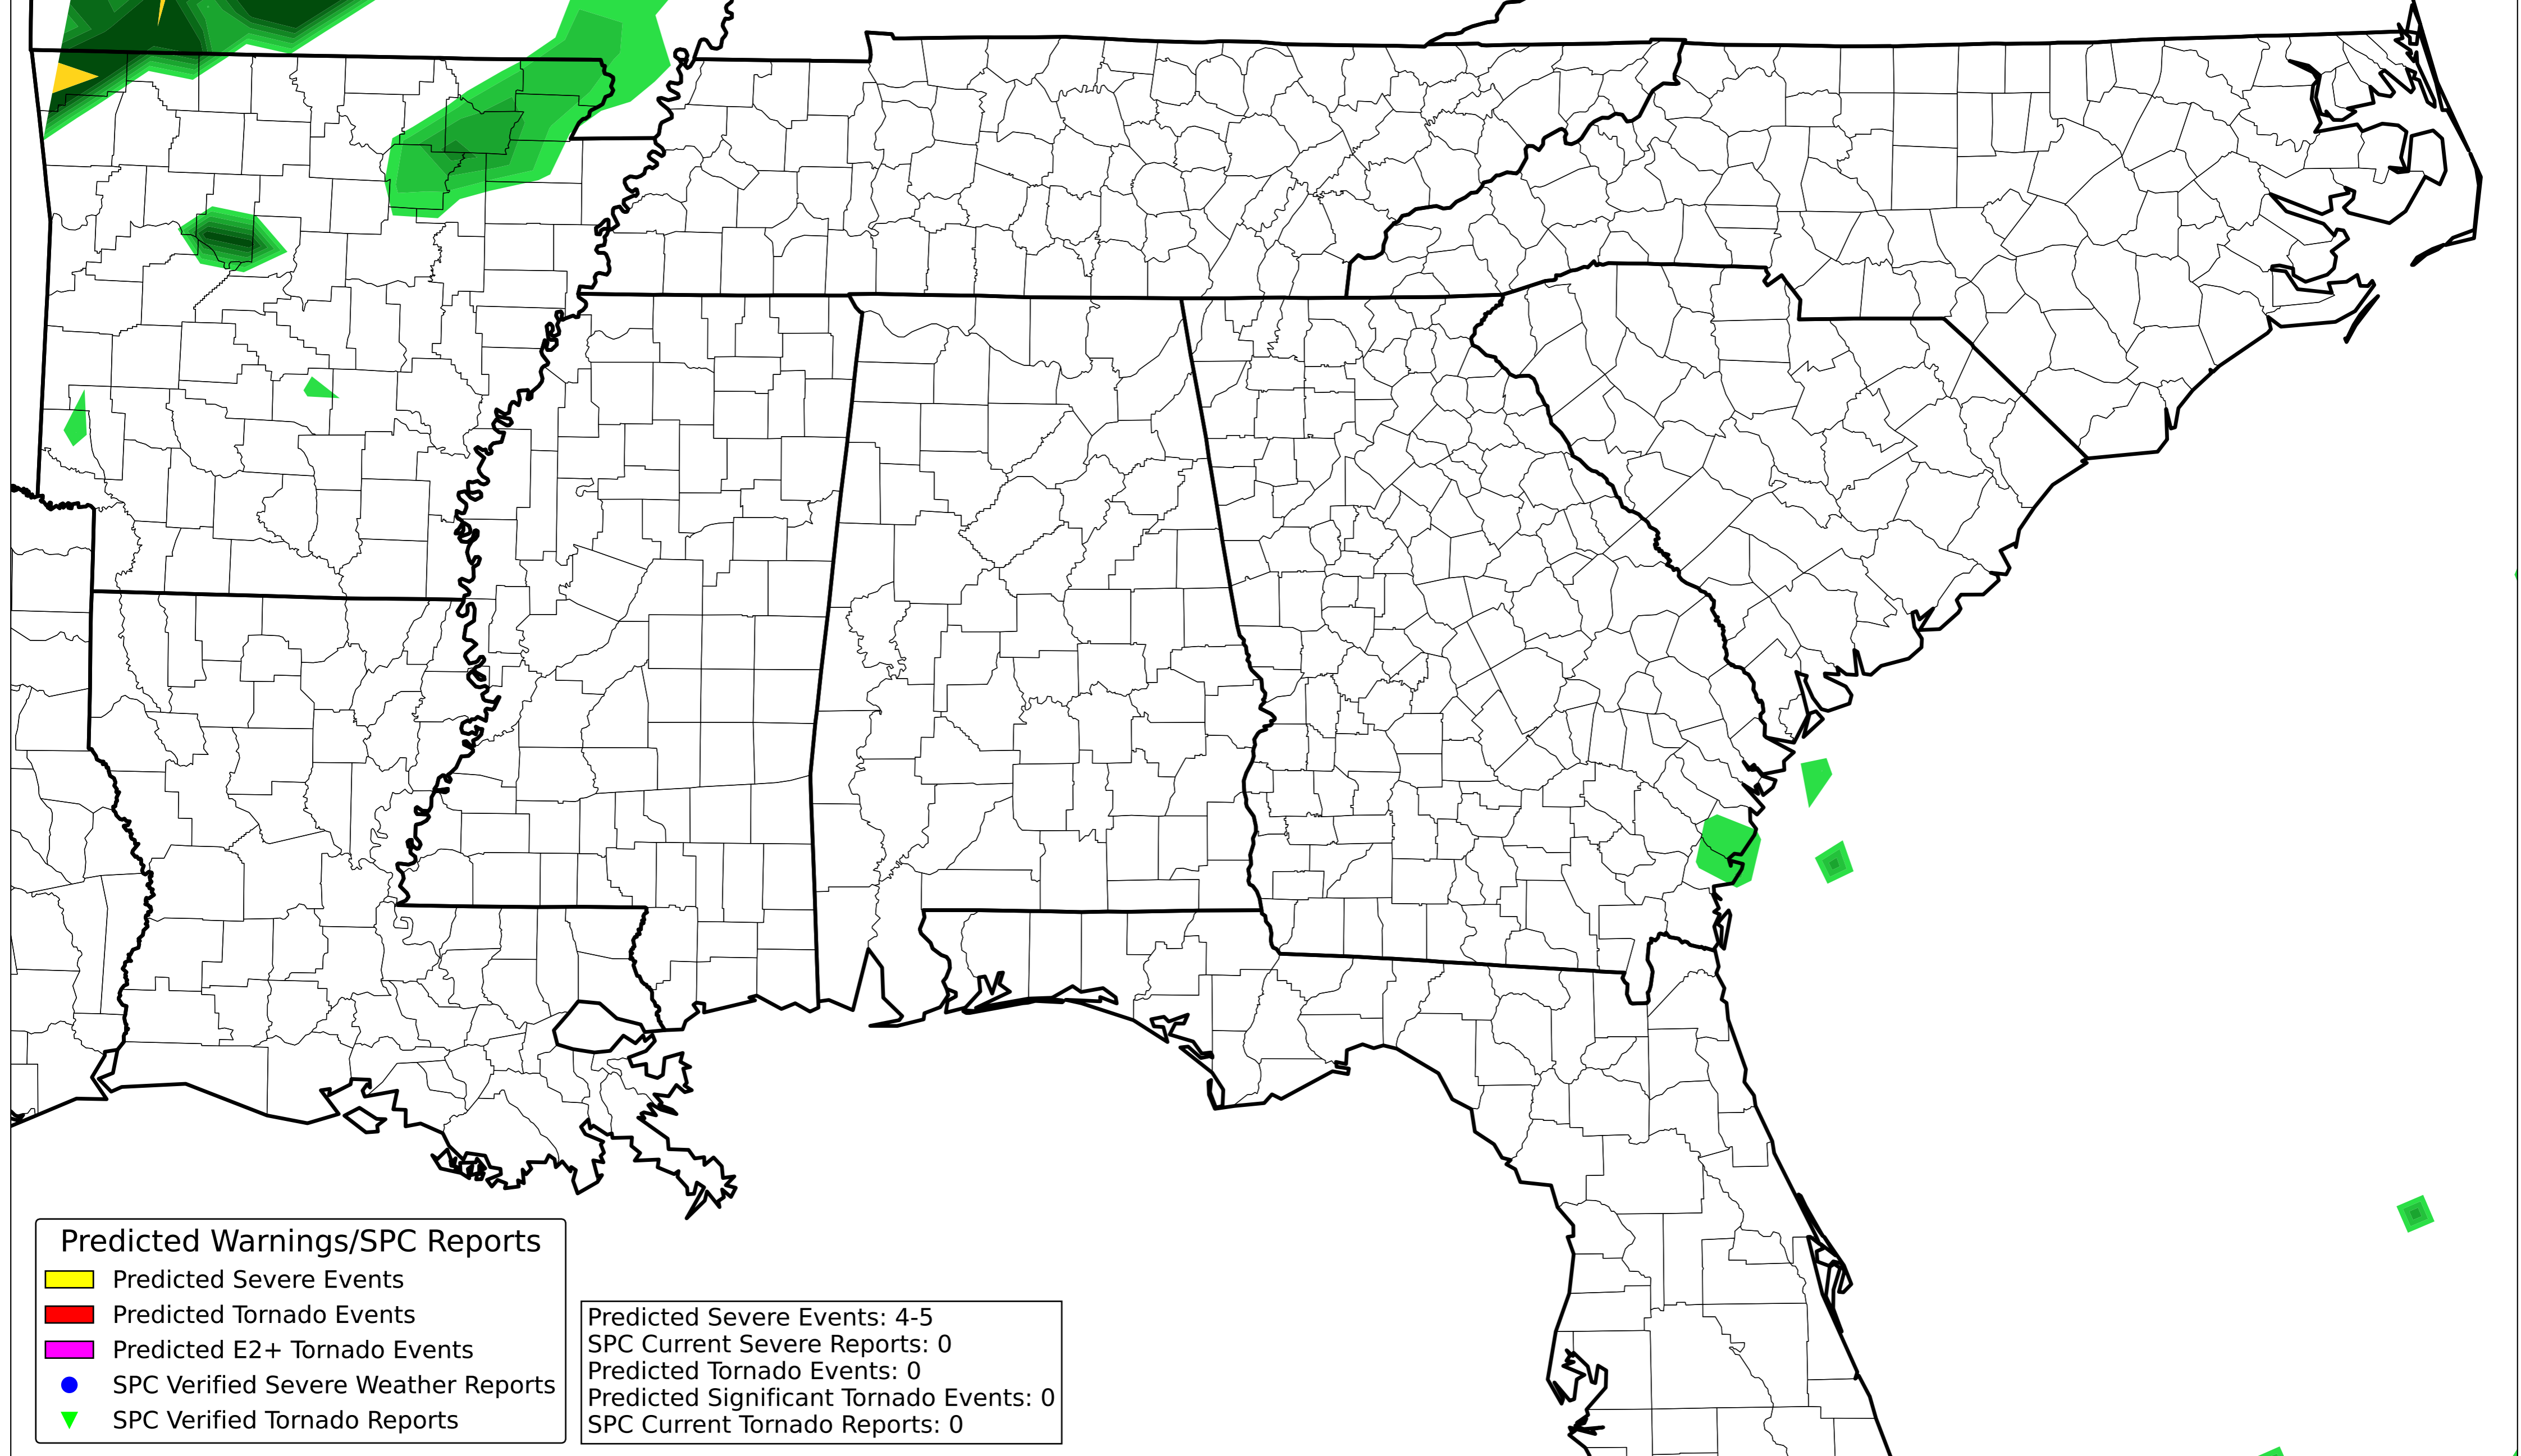 Predicted Warnings/SPC Reports
Predicted Severe Events
Predicted Tornado Events
Predicted E2+ Tornado Events
SPC Verified Severe Weather Reports
SPC Verified Tornado Reports
Predicted Severe Events: 4-5
SPC Current Severe Reports: 0
Predicted Tornado Events: 0
Predicted Significant Tornado Events: 0
SPC Current Tornado Reports: 0